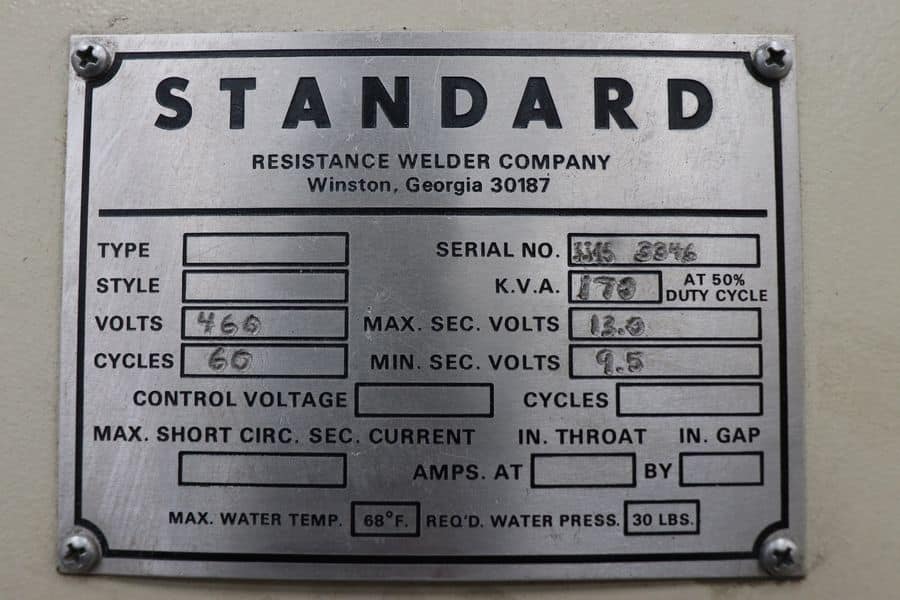 STANDARD
RESISTANCE WELDER COMPANY
Winston, Georgia 30187
TYPE SERIAL NO. 3346
STYLE K.V.A. 170 AT 50% DUTY CYCLE
VOLTS 460 MAX. SEC. VOLTS 13.0
CYCLES 60 MIN. SEC. VOLTS 9.5
CONTROL VOLTAGE CYCLES
MAX. SHORT CIRC. SEC. CURRENT IN. THROAT IN. GAP
AMPS. AT BY
MAX. WATER TEMP. 68°F. REQ'D. WATER PRESS. 30 LBS.